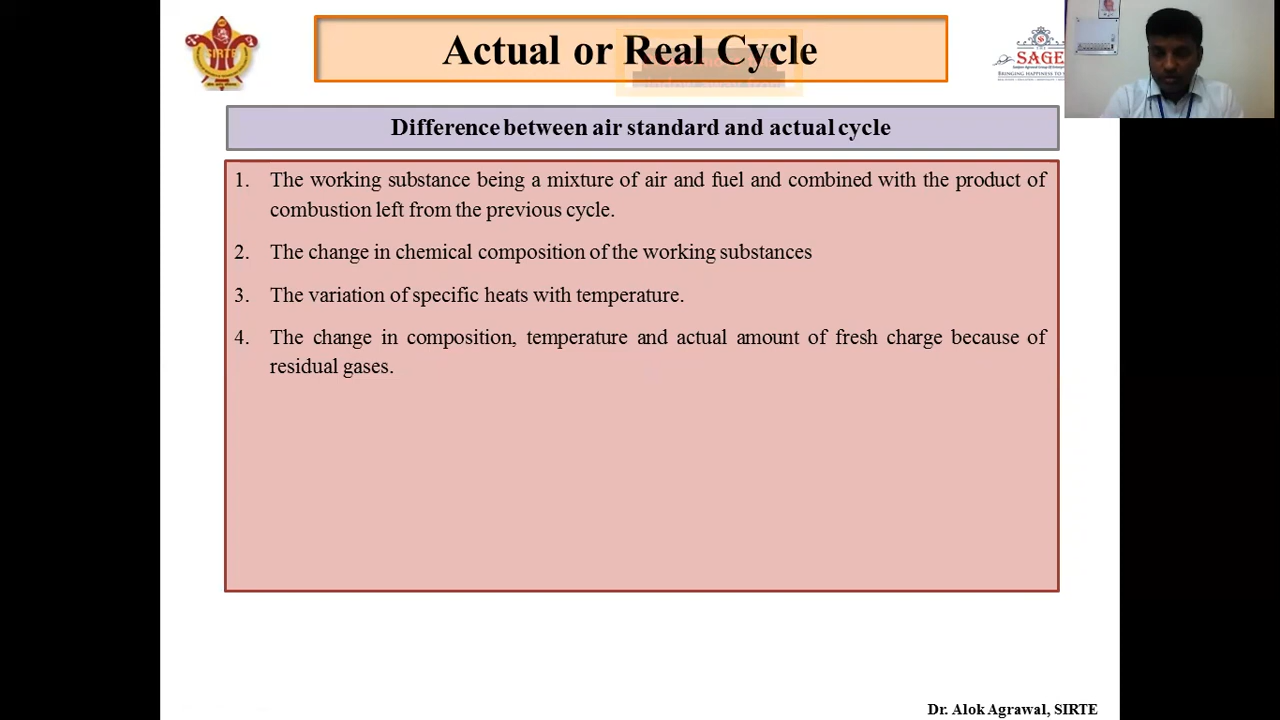 SIRTE
Actual or Real Cycle
SAGE
Difference between air standard and actual cycle
1. The working substance being a mixture of air and fuel and combined with the product of
combustion left from the previous cycle.
2. The change in chemical composition of the working substances
3. The variation of specific heats with temperature.
4. The change in composition, temperature and actual amount of fresh charge because of
residual gases.
Dr. Alok Agrawal, SIRTE